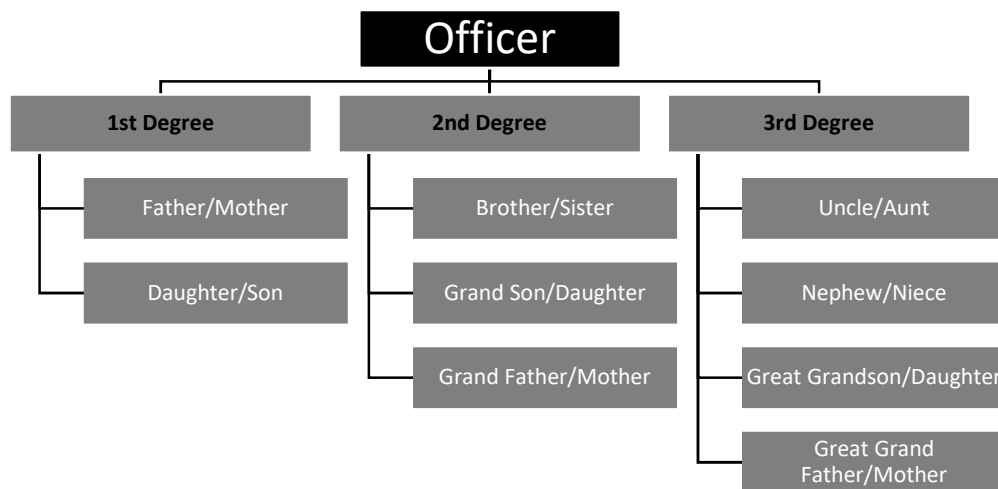 Officer
1st Degree
Father/Mother
Daughter/Son
2nd Degree
Brother/Sister
Grand Son/Daughter
Grand Father/Mother
3rd Degree
Uncle/Aunt
Nephew/Niece
Great Grandson/Daughter
Great Grand
Father/Mother